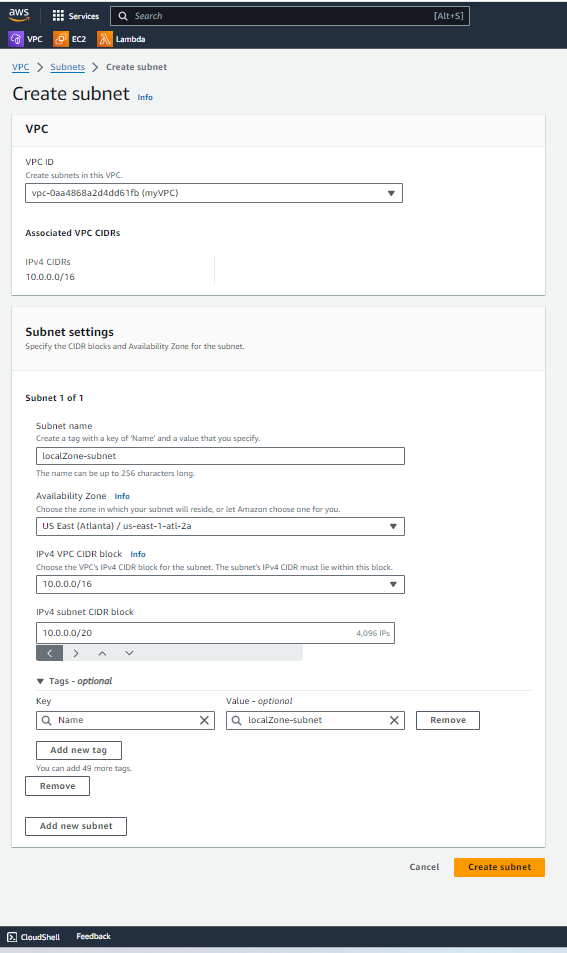 aws
Services
Search
[Alt+S]
VPC
EC2
Lambda
VPC > Subnets > Create subnet
Create subnet Info
VPC
VPC ID
Create subnets in this VPC.
vpc-0aa4868a2d4dd61fb (myVPC)
Associated VPC CIDRs
IPv4 CIDRs
10.0.0.0/16
Subnet settings
Specify the CIDR blocks and Availability Zone for the subnet.
Subnet 1 of 1
Subnet name
Create a tag with a key of 'Name' and a value that you specify.
localZone-subnet
The name can be up to 256 characters long.
Availability Zone Info
Choose the zone in which your subnet will reside, or let Amazon choose one for you.
US East (Atlanta) / us-east-1-atl-2a
IPv4 VPC CIDR block Info
Choose the VPC's IPv4 CIDR block for the subnet. The subnet's IPv4 CIDR must lie within this block.
10.0.0.0/16
IPv4 subnet CIDR block
10.0.0.0/20 4,096 IPs
Tags - optional
Key Value - optional
Name localZone-subnet Remove
Add new tag
You can add 49 more tags.
Remove
Add new subnet
Cancel Create subnet
CloudShell Feedback